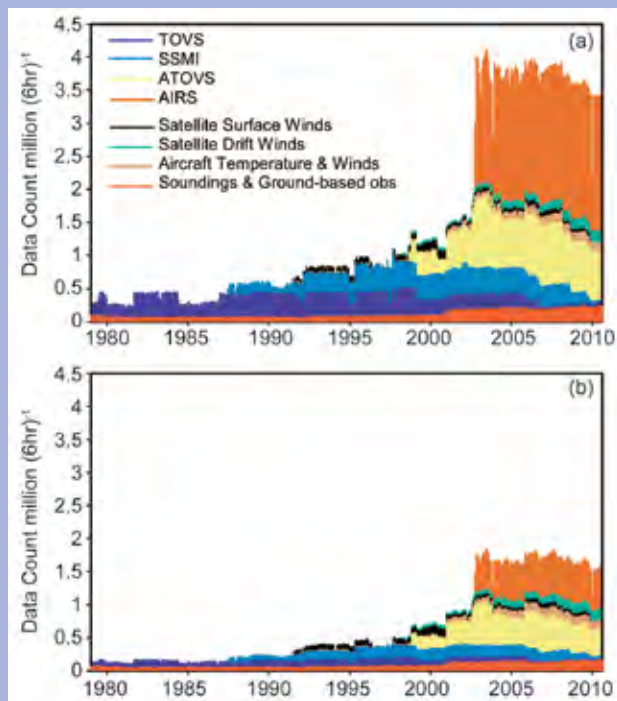 4.5
(a)
4
3.5
3
2.5
2
1.5
1
0.5
0
Data Count million (6hr)⁻¹
TOVS
SSMI
ATOVS
AIRS
Satellite Surface Winds
Satellite Drift Winds
Aircraft Temperature & Winds
Soundings & Ground-based obs
1980 1985 1990 1995 2000 2005 2010
4.5
(b)
4
3.5
3
2.5
2
1.5
1
0.5
0
Data Count million (6hr)⁻¹
1980 1985 1990 1995 2000 2005 2010